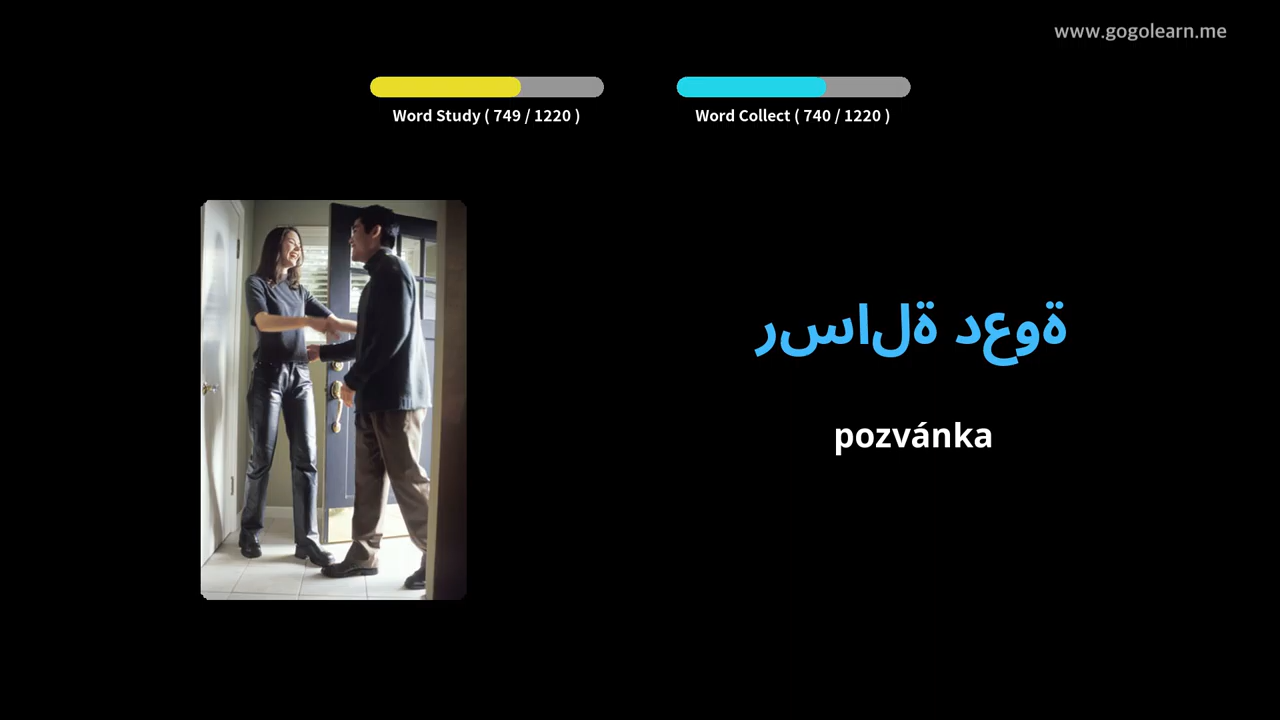 www.gogolearn.me
Word Study ( 749 / 1220 )
Word Collect ( 740 / 1220 )
رسالة دعوة
pozvánka